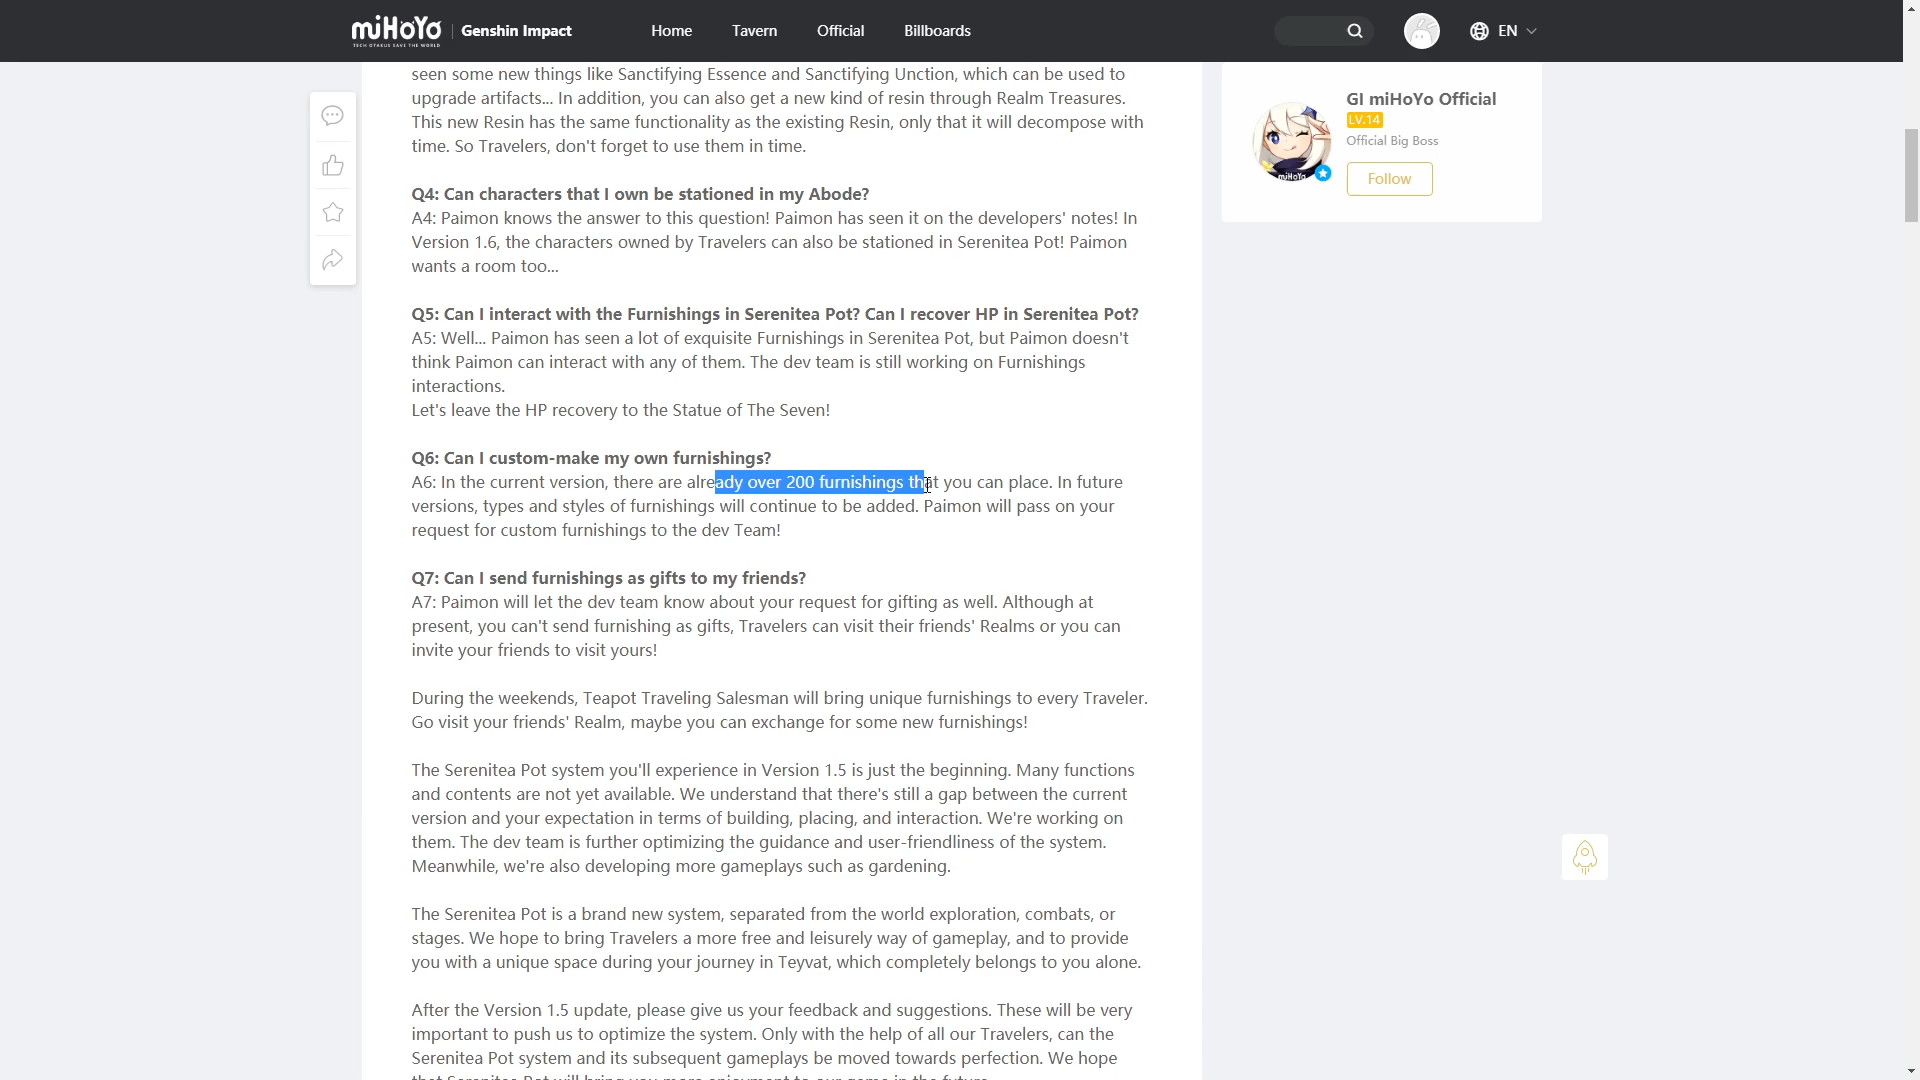 miHoYo
TECH OTAKUS SAVE THE WORLD
Genshin Impact
Home
Tavern
Official
Billboards
EN
seen some new things like Sanctifying Essence and Sanctifying Unction, which can be used to
upgrade artifacts... In addition, you can also get a new kind of resin through Realm Treasures.
This new Resin has the same functionality as the existing Resin, only that it will decompose with
time. So Travelers, don't forget to use them in time.
Q4: Can characters that I own be stationed in my Abode?
A4: Paimon knows the answer to this question! Paimon has seen it on the developers' notes! In
Version 1.6, the characters owned by Travelers can also be stationed in Serenitea Pot! Paimon
wants a room too...
Q5: Can I interact with the Furnishings in Serenitea Pot? Can I recover HP in Serenitea Pot?
A5: Well... Paimon has seen a lot of exquisite Furnishings in Serenitea Pot, but Paimon doesn't
think Paimon can interact with any of them. The dev team is still working on Furnishings
interactions.
Let's leave the HP recovery to the Statue of The Seven!
Q6: Can I custom-make my own furnishings?
A6: In the current version, there are already over 200 furnishings that you can place. In future
versions, types and styles of furnishings will continue to be added. Paimon will pass on your
request for custom furnishings to the dev Team!
Q7: Can I send furnishings as gifts to my friends?
A7: Paimon will let the dev team know about your request for gifting as well. Although at
present, you can't send furnishing as gifts, Travelers can visit their friends' Realms or you can
invite your friends to visit yours!
During the weekends, Teapot Traveling Salesman will bring unique furnishings to every Traveler.
Go visit your friends' Realm, maybe you can exchange for some new furnishings!
The Serenitea Pot system you'll experience in Version 1.5 is just the beginning. Many functions
and contents are not yet available. We understand that there's still a gap between the current
version and your expectation in terms of building, placing, and interaction. We're working on
them. The dev team is further optimizing the guidance and user-friendliness of the system.
Meanwhile, we're also developing more gameplays such as gardening.
The Serenitea Pot is a brand new system, separated from the world exploration, combats, or
stages. We hope to bring Travelers a more free and leisurely way of gameplay, and to provide
you with a unique space during your journey in Teyvat, which completely belongs to you alone.
After the Version 1.5 update, please give us your feedback and suggestions. These will be very
important to push us to optimize the system. Only with the help of all our Travelers, can the
Serenitea Pot system and its subsequent gameplays be moved towards perfection. We hope
that Serenitea Pot will bring you more enjoyment to our game in the future.
GI miHoYo Official
LV.14
Official Big Boss
miHoYo
Follow